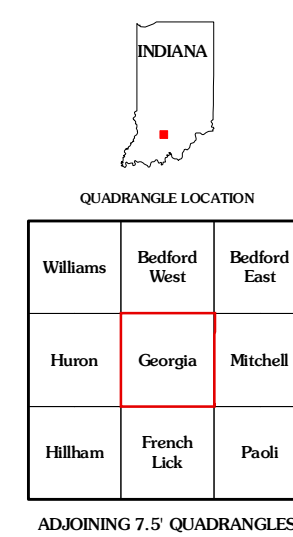 INDIANA
QUADRANGLE LOCATION
Williams
Bedford
West
Bedford
East
Huron
Georgia
Mitchell
Hillham
French
Lick
Paoli
ADJOINING 7.5' QUADRANGLES